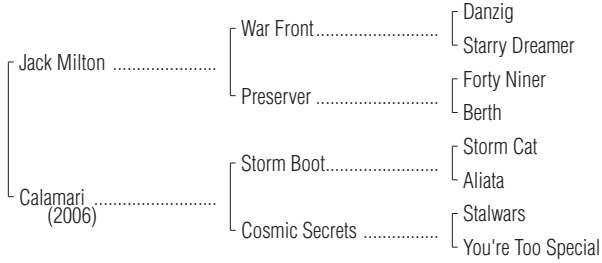 Danzig
War Front
Starry Dreamer
Jack Milton
Forty Niner
Preserver
Berth
Storm Cat
Storm Boot
Aliata
Calamari
(2006)
Stalwars
Cosmic Secrets
You're Too Special